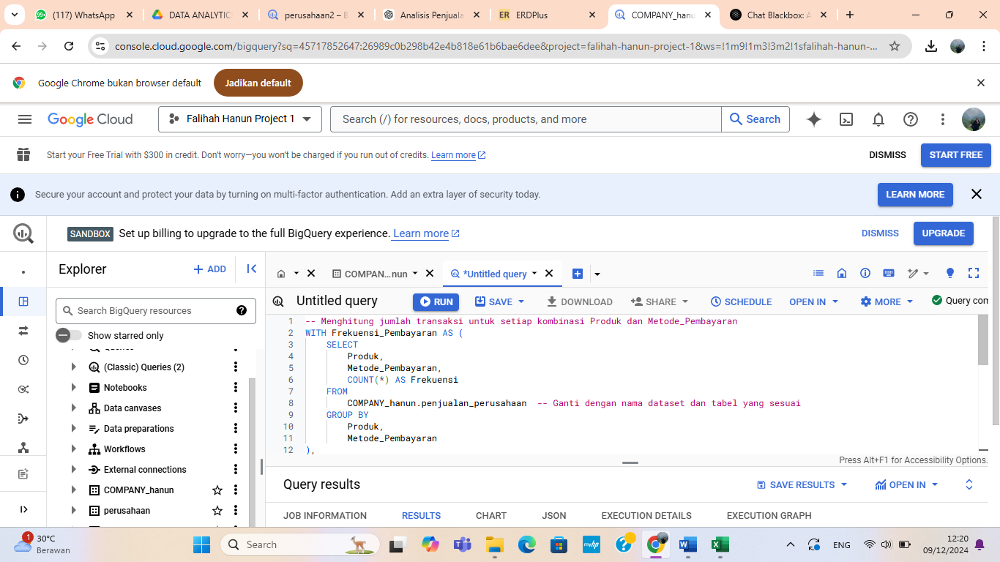 (117) WhatsApp
DATA ANALYTIC
perusahaan2 – B
Analisis Penjuala
ERDPlus
COMPANY_hanu
Chat Blackbox: A
console.cloud.google.com/bigquery?sq=45717852647:26989c0b298b42e4b818e61b6bae6dee&project=falihah-hanun-project-1&ws=!1m9!1m3!3m2!1sfalihah-hanun-...
Google Chrome bukan browser default
Jadikan default
Google Cloud
Falihah Hanun Project 1
Search (/) for resources, docs, products, and more
Search
Start your Free Trial with $300 in credit. Don't worry—you won't be charged if you run out of credits. Learn more
DISMISS
START FREE
Secure your account and protect your data by turning on multi-factor authentication. Add an extra layer of security today.
LEARN MORE
SANDBOX Set up billing to upgrade to the full BigQuery experience. Learn more
DISMISS
UPGRADE
Explorer
+ ADD
COMPAN…nun
*Untitled query
Untitled query
RUN
SAVE
DOWNLOAD
SHARE
SCHEDULE
OPEN IN
MORE
Query com
Search BigQuery resources
Show starred only
Queries
(Classic) Queries (2)
Notebooks
Data canvases
Data preparations
Workflows
External connections
COMPANY_hanun
perusahaan
1 -- Menghitung jumlah transaksi untuk setiap kombinasi Produk dan Metode_Pembayaran
2 WITH Frekuensi_Pembayaran AS (
3 SELECT
4 Produk,
5 Metode_Pembayaran,
6 COUNT(*) AS Frekuensi
7 FROM
8 COMPANY_hanun.penjualan_perusahaan -- Ganti dengan nama dataset dan tabel yang sesuai
9 GROUP BY
10 Produk,
11 Metode_Pembayaran
12 ),
Press Alt+F1 for Accessibility Options.
Query results
SAVE RESULTS
OPEN IN
JOB INFORMATION
RESULTS
CHART
JSON
EXECUTION DETAILS
EXECUTION GRAPH
1
30°C
Berawan
Search
ENG
12:20
09/12/2024